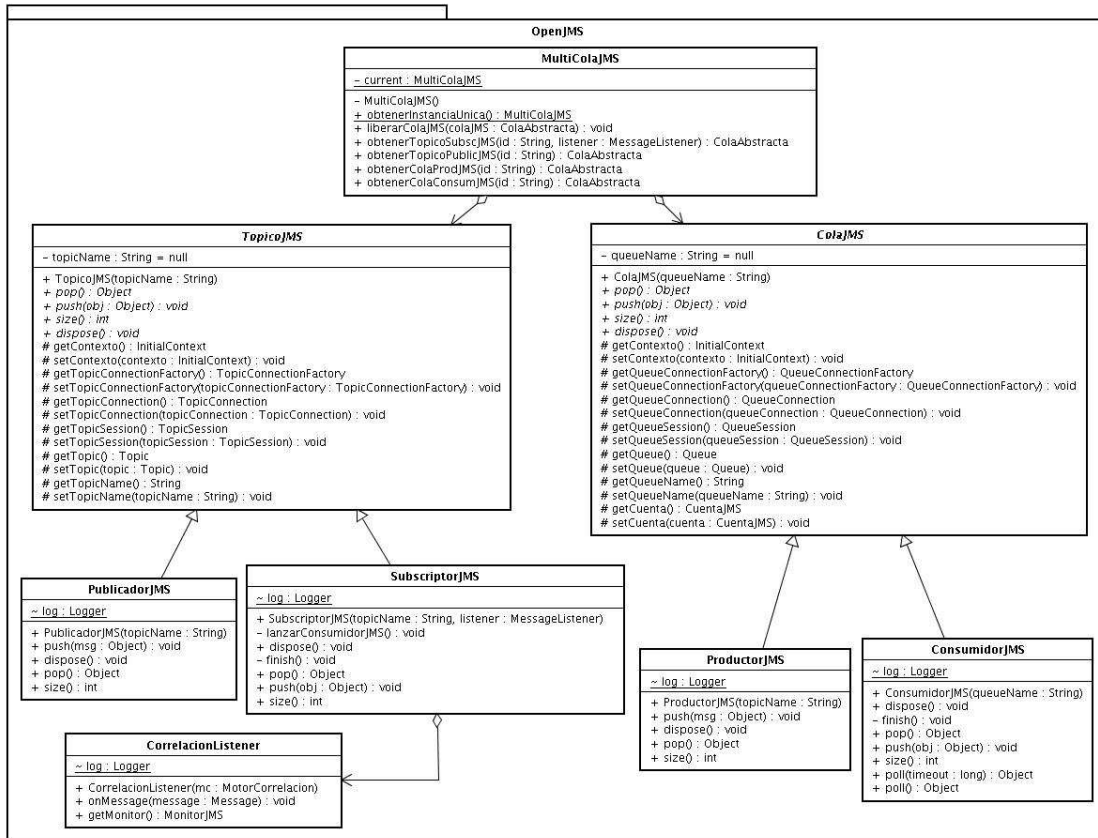 OpenJMS
MultiColaJMS
- current : MultiColaJMS
- MultiColaJMS()
+ obtenerInstanciaUnica() : MultiColaJMS
+ liberarColaJMS(colaJMS : ColaAbstracta) : void
+ obtenerTopicoSubscJMS(id : String, listener : MessageListener) : ColaAbstracta
+ obtenerTopicoPublicJMS(id : String) : ColaAbstracta
+ obtenerColaProdJMS(id : String) : ColaAbstracta
+ obtenerColaConsumJMS(id : String) : ColaAbstracta
TopicoJMS
- topicName : String = null
+ TopicoJMS(topicName : String)
+ pop() : Object
+ push(obj : Object) : void
+ size() : int
+ dispose() : void
# getContexto() : InitialContext
# setContexto(contexto : InitialContext) : void
# getTopicConnectionFactory() : TopicConnectionFactory
# setTopicConnectionFactory(topicConnectionFactory : TopicConnectionFactory) : void
# getTopicConnection() : TopicConnection
# setTopicConnection(topicConnection : TopicConnection) : void
# getTopicSession() : TopicSession
# setTopicSession(topicSession : TopicSession) : void
# getTopic() : Topic
# setTopic(topic : Topic) : void
# getTopicName() : String
# setTopicName(topicName : String) : void
ColaJMS
- queueName : String = null
+ ColaJMS(queueName : String)
+ pop() : Object
+ push(obj : Object) : void
+ size() : int
+ dispose() : void
# getContexto() : InitialContext
# setContexto(contexto : InitialContext) : void
# getQueueConnectionFactory() : QueueConnectionFactory
# setQueueConnectionFactory(queueConnectionFactory : QueueConnectionFactory) : void
# getQueueConnection() : QueueConnection
# setQueueConnection(queueConnection : QueueConnection) : void
# getQueueSession() : QueueSession
# setQueueSession(queueSession : QueueSession) : void
# getQueue() : Queue
# setQueue(queue : Queue) : void
# getQueueName() : String
# setQueueName(queueName : String) : void
# getCuenta() : CuentaJMS
# setCuenta(cuenta : CuentaJMS) : void
PublicadorJMS
~ log : Logger
+ PublicadorJMS(topicName : String)
+ push(msg : Object) : void
+ dispose() : void
+ pop() : Object
+ size() : int
SubscriptorJMS
~ log : Logger
+ SubscriptorJMS(topicName : String, listener : MessageListener)
- lanzarConsumidorJMS() : void
+ dispose() : void
- finish() : void
+ pop() : Object
+ push(obj : Object) : void
+ size() : int
ProductorJMS
~ log : Logger
+ ProductorJMS(topicName : String)
+ push(msg : Object) : void
+ dispose() : void
+ pop() : Object
+ size() : int
ConsumidorJMS
~ log : Logger
+ ConsumidorJMS(queueName : String)
+ dispose() : void
- finish() : void
+ pop() : Object
+ push(obj : Object) : void
+ size() : int
+ poll(timeout : long) : Object
+ poll() : Object
CorrelacionListener
~ log : Logger
+ CorrelacionListener(mc : MotorCorrelacion)
+ onMessage(message : Message) : void
+ getMonitor() : MonitorJMS